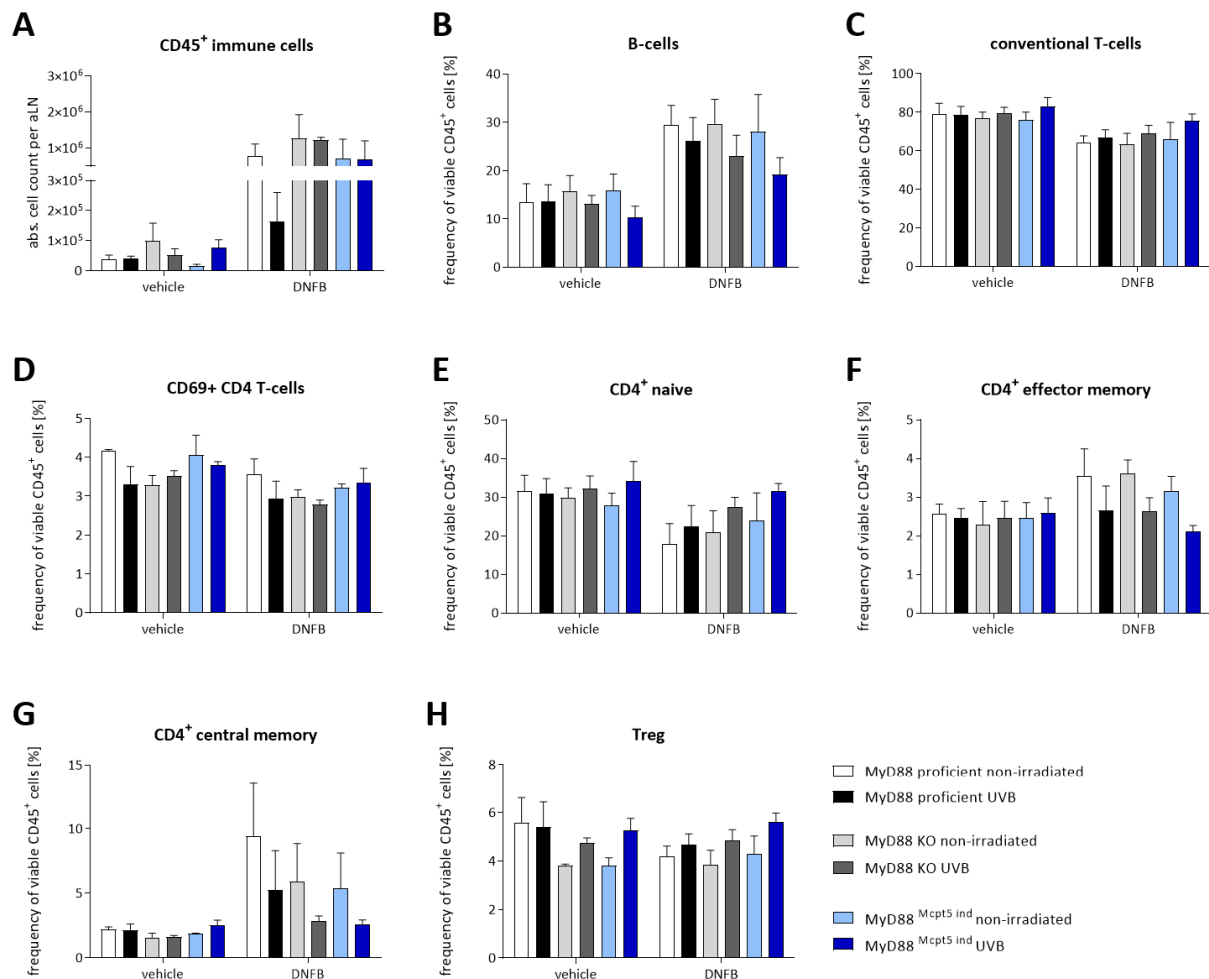 A
CD45+ immune cells
abs. cell count per aLN
3×10⁶
2×10⁶
1×10⁶
3×10⁵
2×10⁵
1×10⁵
0
vehicle
DNFB
B
B-cells
frequency of viable CD45+ cells [%]
40
30
20
10
0
vehicle
DNFB
C
conventional T-cells
frequency of viable CD45+ cells [%]
100
80
60
40
20
0
vehicle
DNFB
D
CD69+ CD4 T-cells
frequency of viable CD45+ cells [%]
5
4
3
2
1
0
vehicle
DNFB
E
CD4+ naive
frequency of viable CD45+ cells [%]
50
40
30
20
10
0
vehicle
DNFB
F
CD4+ effector memory
frequency of viable CD45+ cells [%]
5
4
3
2
1
0
vehicle
DNFB
G
CD4+ central memory
frequency of viable CD45+ cells [%]
15
10
5
0
vehicle
DNFB
H
Treg
frequency of viable CD45+ cells [%]
8
6
4
2
0
vehicle
DNFB
MyD88 proficient non-irradiated
MyD88 proficient UVB
MyD88 KO non-irradiated
MyD88 KO UVB
MyD88 Mcpt5 ind non-irradiated
MyD88 Mcpt5 ind UVB